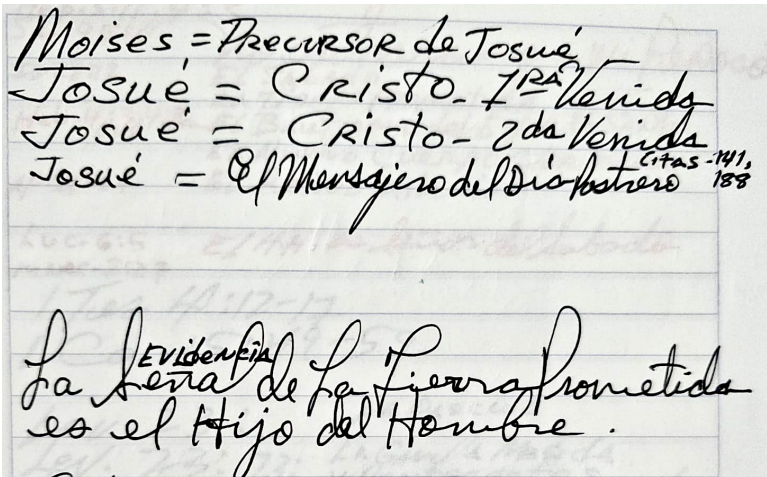 Moises = Precursor de Josué
Josué = Cristo - 1RA Venida
Josué = Cristo - 2da Venida
Josué = El Mensajero del Día Postrero Citas - 141, 188
Evidencia
La Seña de La Tierra Prometida
es el Hijo del Hombre.